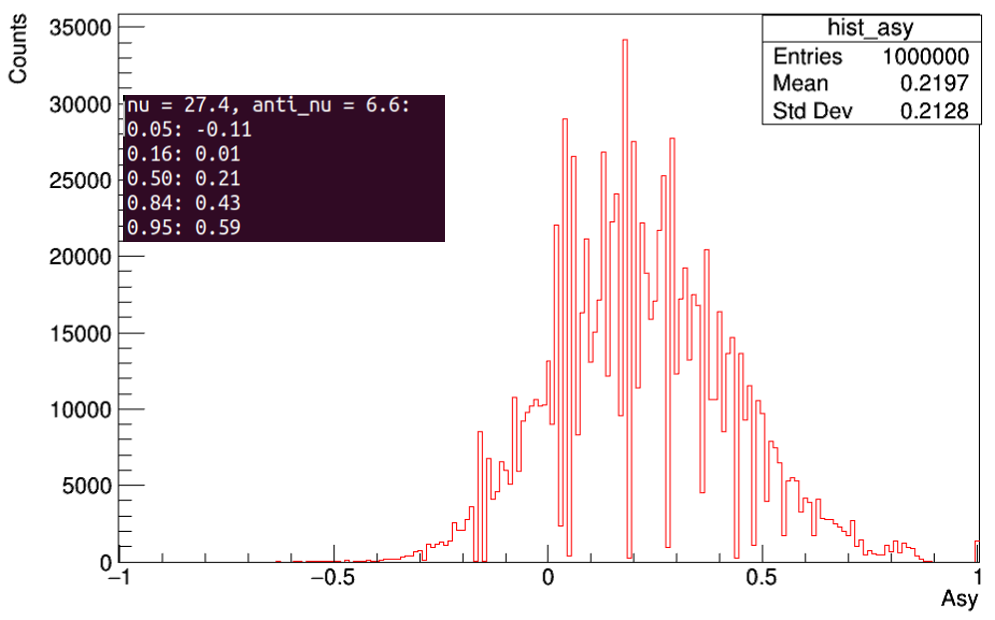 35000
30000
25000
20000
15000
10000
5000
0
Counts
hist_asy
Entries 1000000
Mean 0.2197
Std Dev 0.2128
nu = 27.4, anti_nu = 6.6:
0.05: -0.11
0.16: 0.01
0.50: 0.21
0.84: 0.43
0.95: 0.59
−1 −0.5 0 0.5 1
Asy